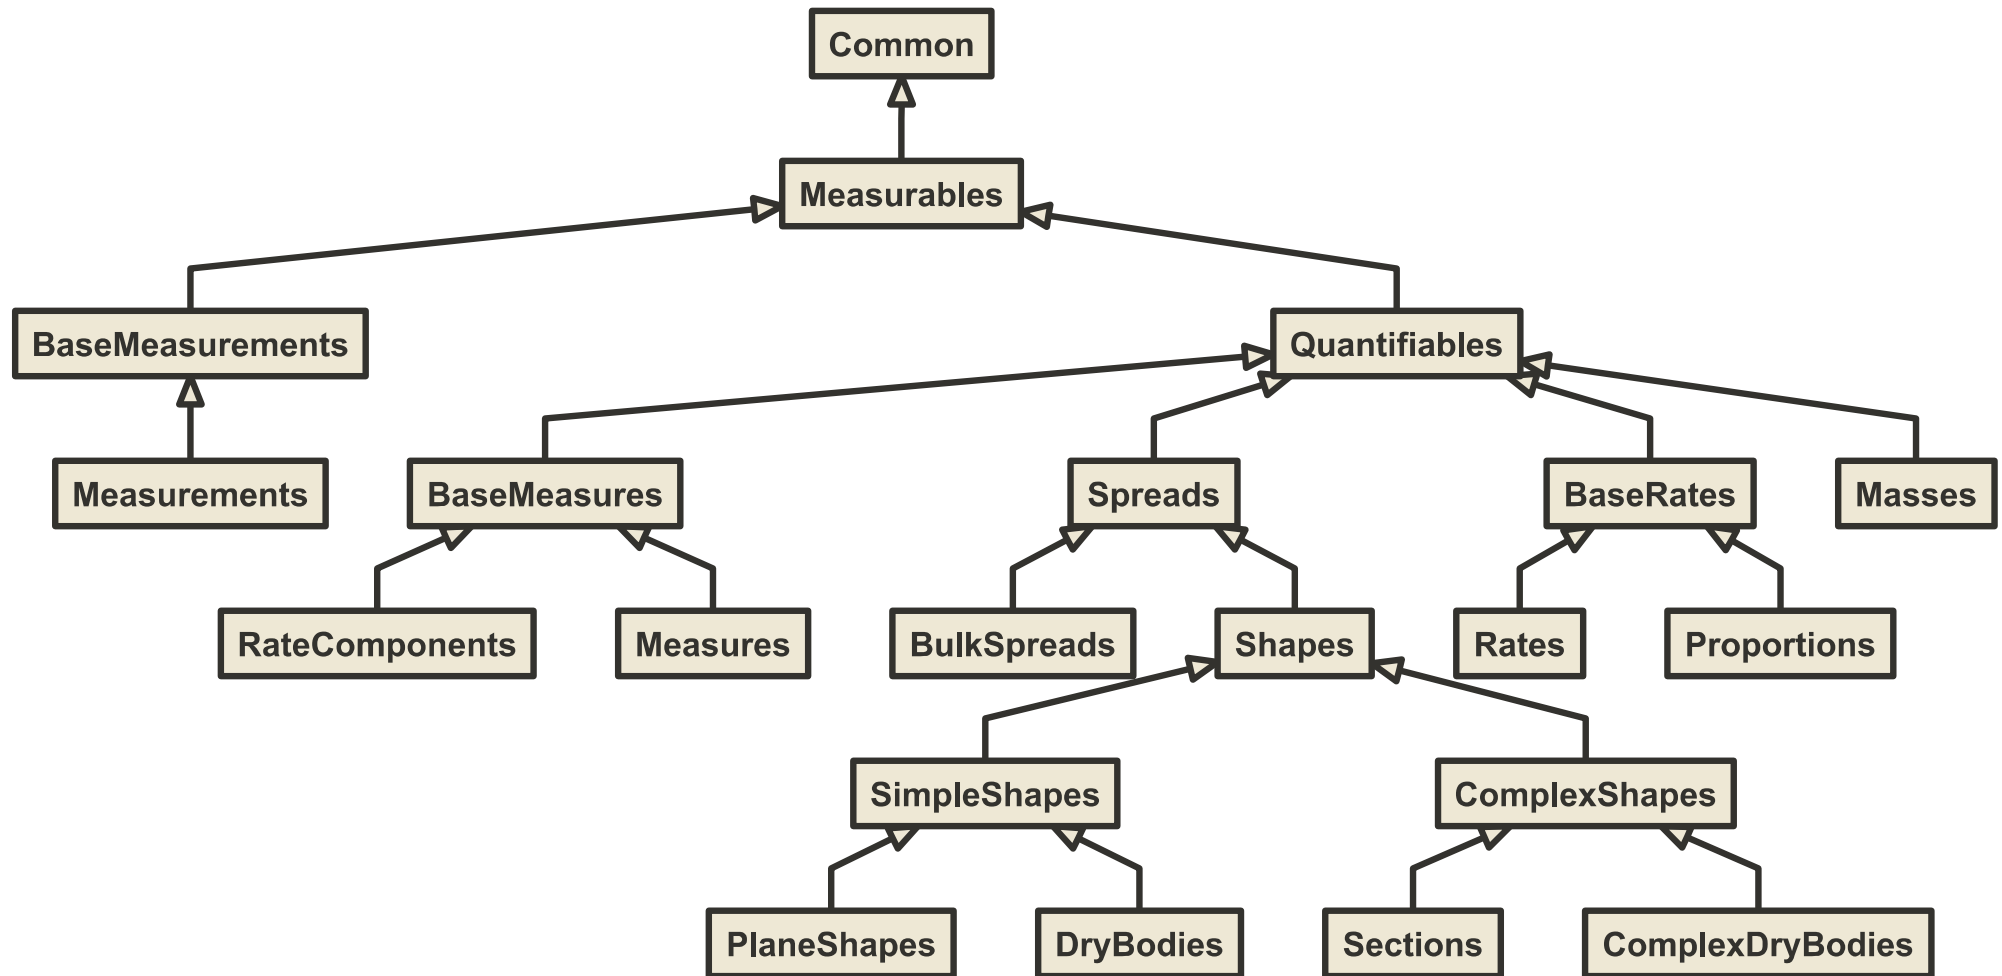 Common
Measurables
BaseMeasurements
Quantifiables
Measurements
BaseMeasures
Spreads
BaseRates
Masses
RateComponents
Measures
BulkSpreads
Shapes
Rates
Proportions
SimpleShapes
ComplexShapes
PlaneShapes
DryBodies
Sections
ComplexDryBodies